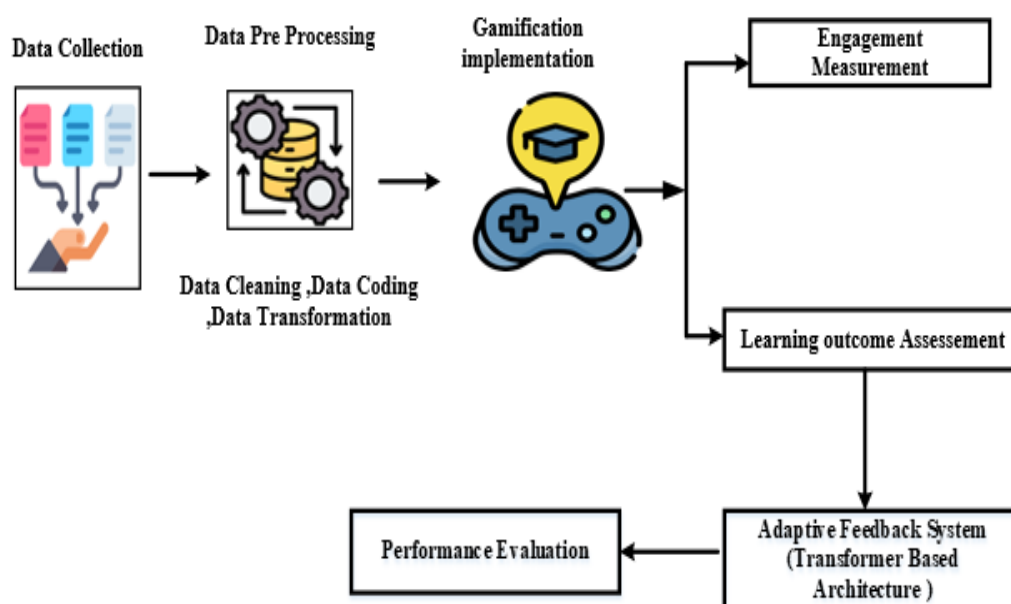 Data Collection
Data Pre Processing
Gamification
implementation
Engagement
Measurement
Data Cleaning ,Data Coding
,Data Transformation
Learning outcome Assessement
Adaptive Feedback System
(Transformer Based
Architecture )
Performance Evaluation